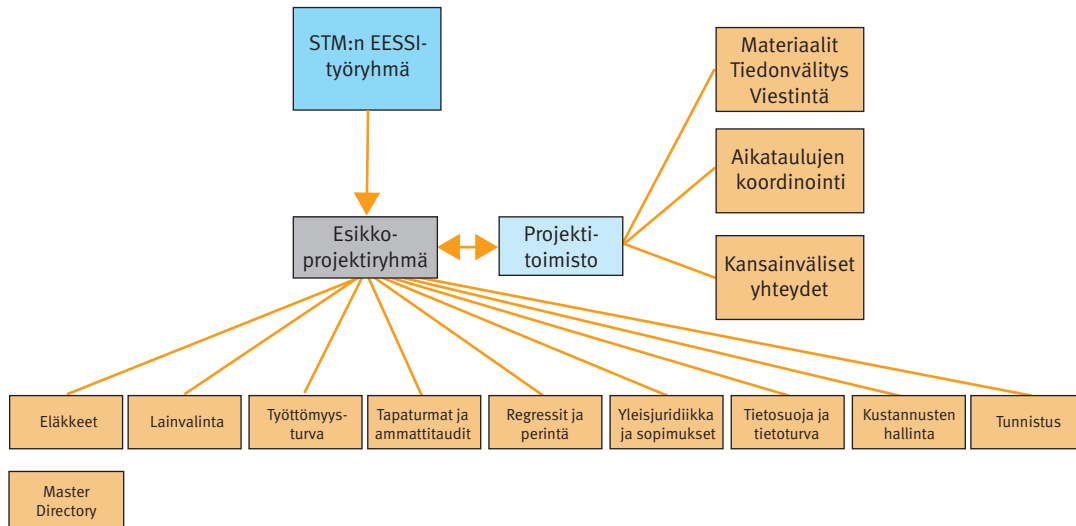 STM:n EESSI-
työryhmä
Materiaalit
Tiedonvälitys
Viestintä
Aikataulujen
koordinointi
Esikko-
projektiryhmä
Projekti-
toimisto
Kansainväliset
yhteydet
Eläkkeet
Lainvalinta
Työttömyys-
turva
Tapaturmat ja
ammattitaudit
Regressit ja
perintä
Yleisjuridiikka
ja sopimukset
Tietosuoja ja
tietoturva
Kustannusten
hallinta
Tunnistus
Master
Directory